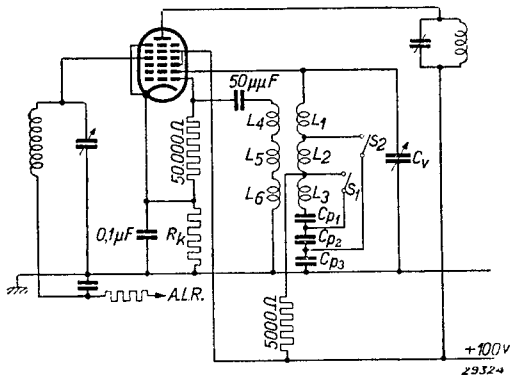 50µµF
L4
L1
S2
50.000Ω
L5
L2
Cv
L6
L3
S1
Cp1
0,1µF
Rk
Cp2
Cp3
A.L.R.
5000Ω
+100v
29324